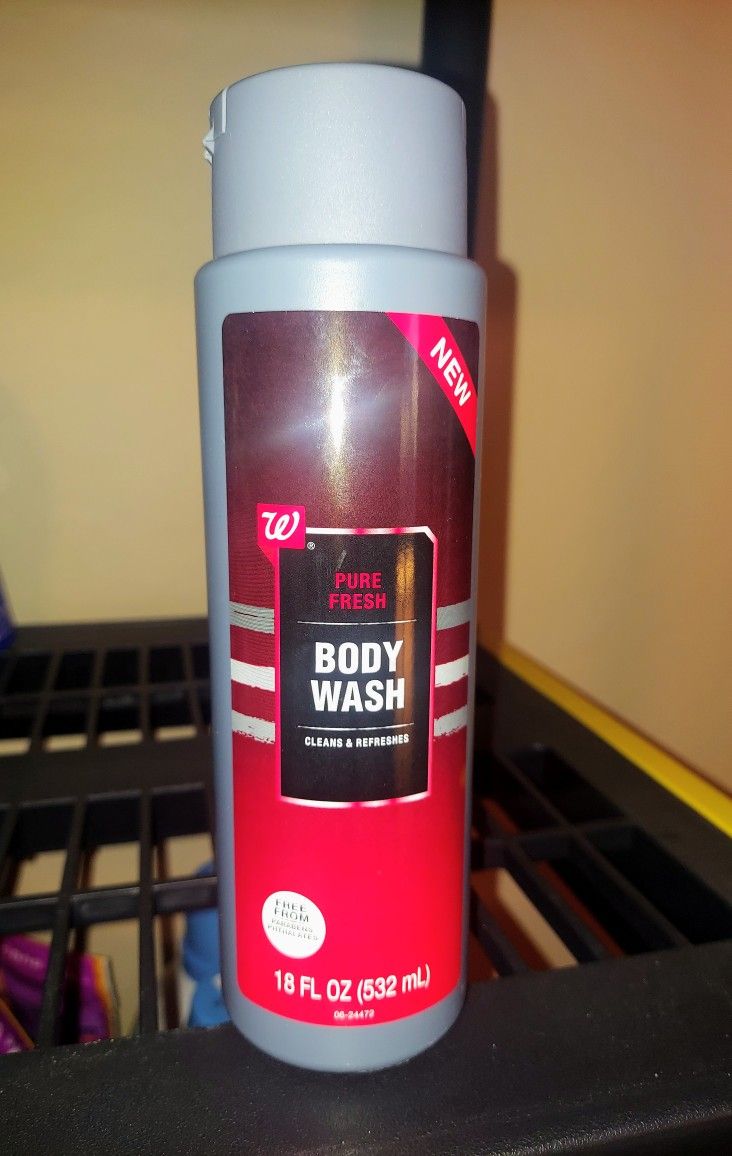 NEW
W
®
PURE
FRESH
BODY
WASH
CLEANS & REFRESHES
FREE
FROM
PARABENS
PHTHALATES
18 FL OZ (532 mL)
06-24472